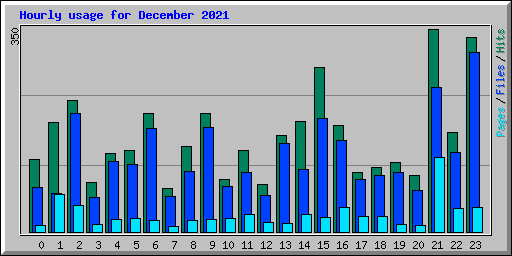 Hourly usage for December 2021
350
Pages/Files/Hits
0 1 2 3 4 5 6 7 8 9 10 11 12 13 14 15 16 17 18 19 20 21 22 23